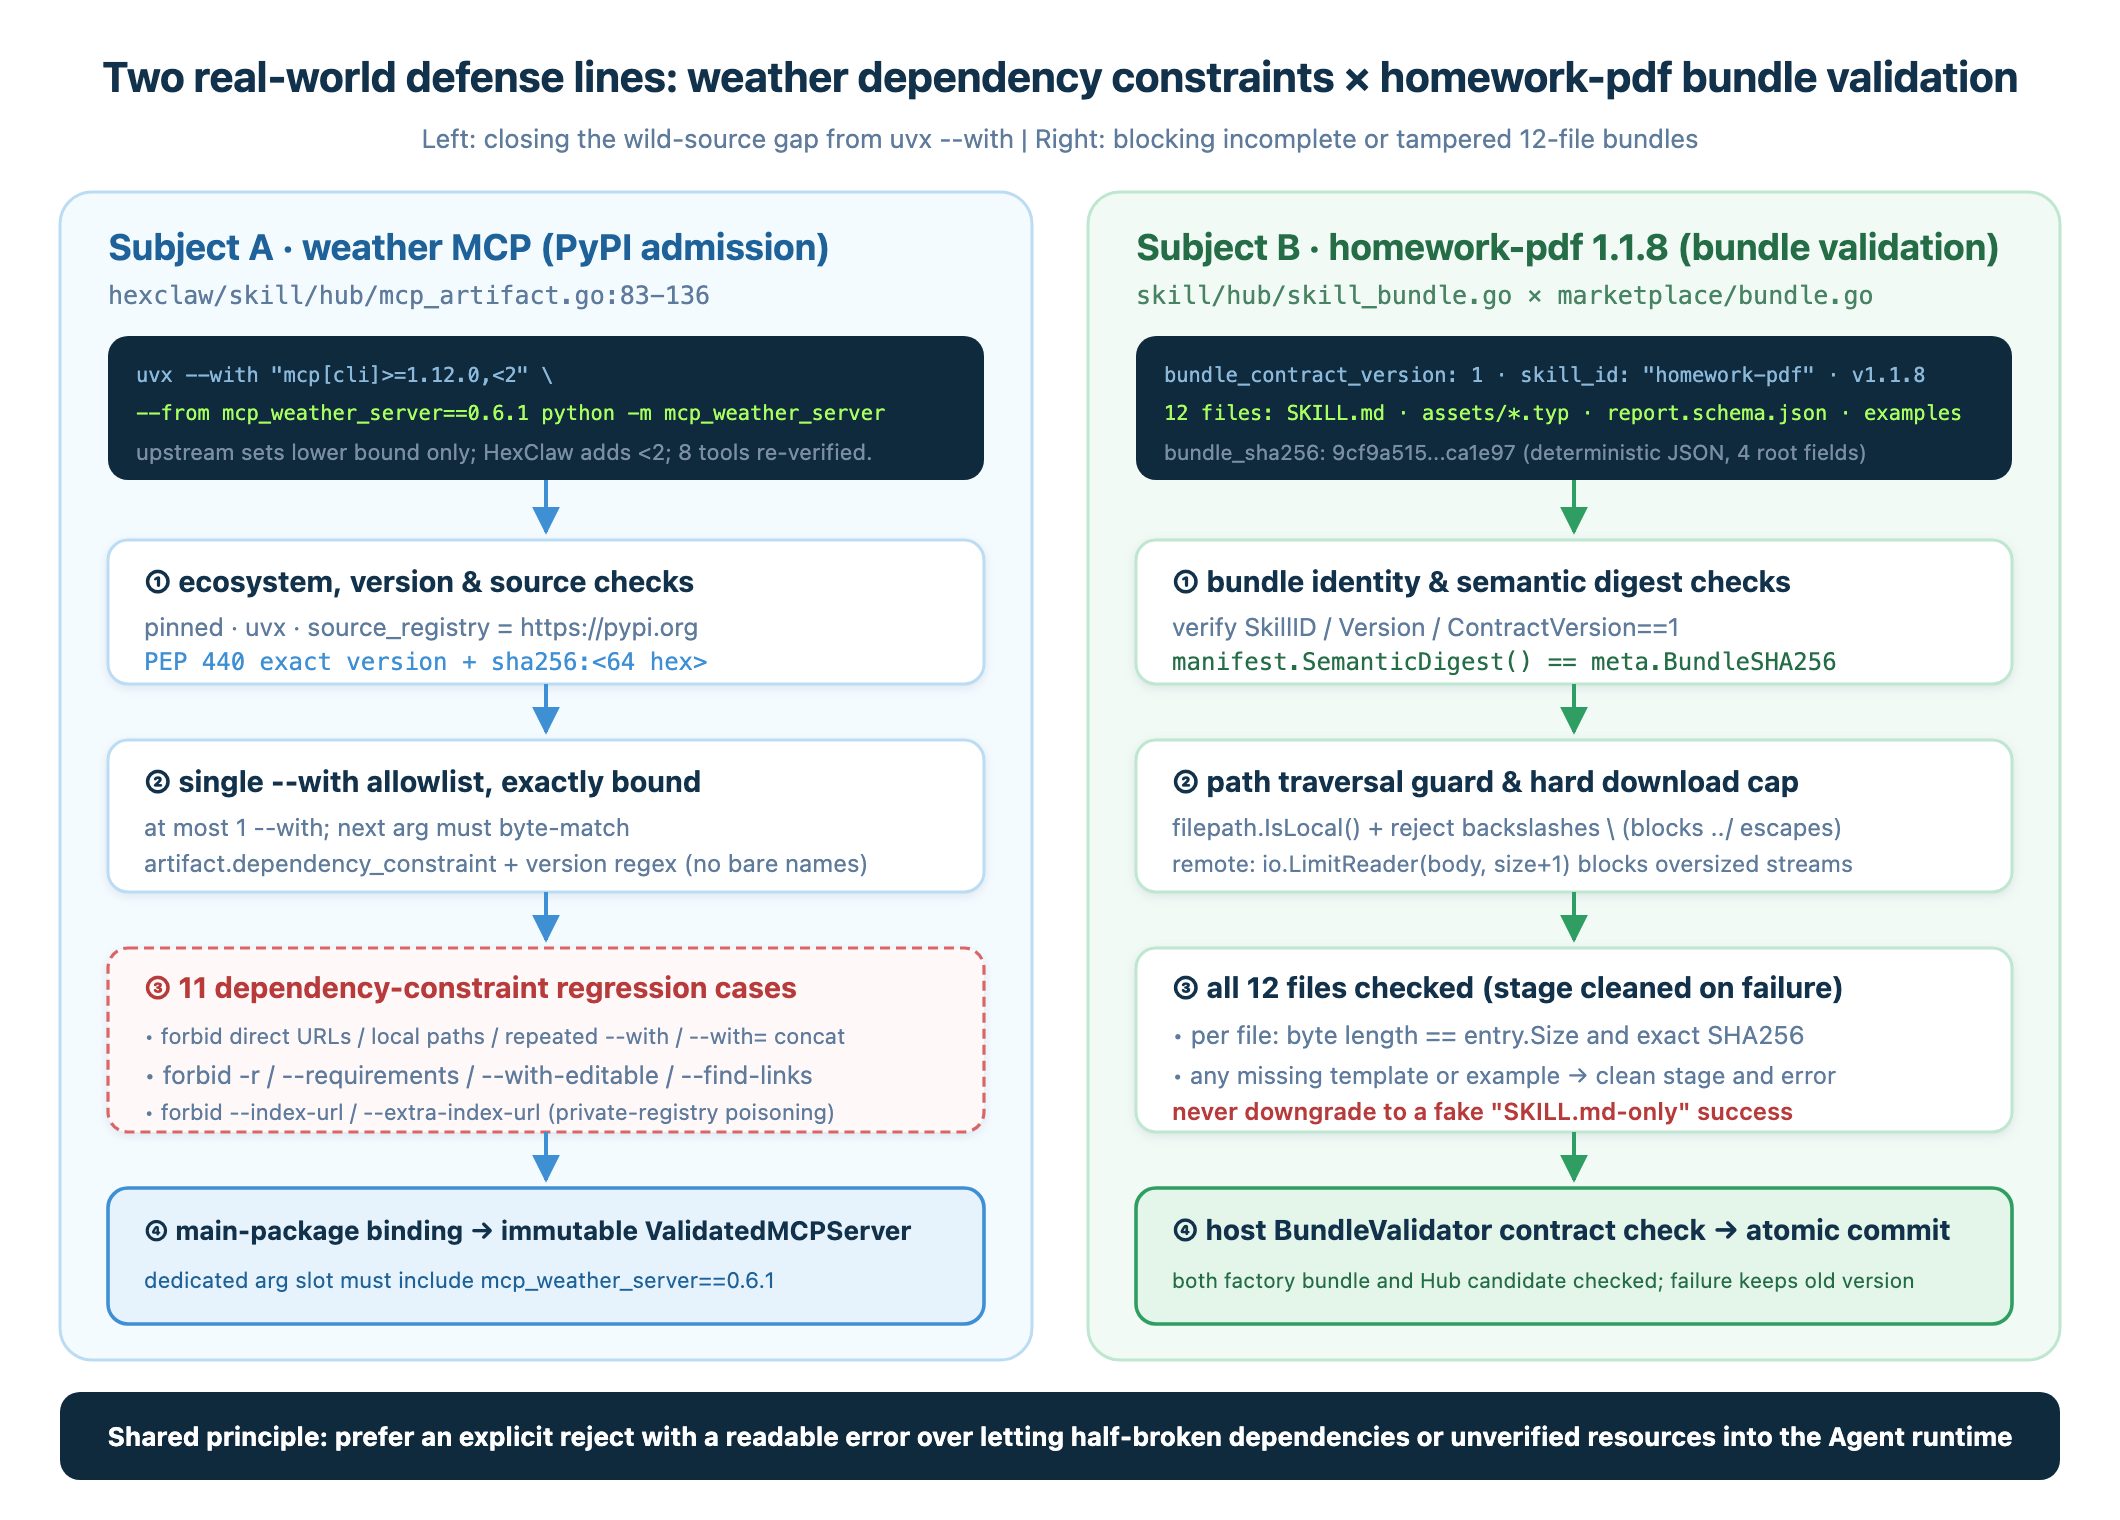 Two real-world defense lines: weather dependency constraints × homework-pdf bundle validation
Left: closing the wild-source gap from uvx --with | Right: blocking incomplete or tampered 12-file bundles
Subject A · weather MCP (PyPI admission)
hexclaw/skill/hub/mcp_artifact.go:83–136
uvx --with "mcp[cli]>=1.12.0,<2" \
--from mcp_weather_server==0.6.1 python -m mcp_weather_server
upstream sets lower bound only; HexClaw adds <2; 8 tools re-verified.
① ecosystem, version & source checks
pinned · uvx · source_registry = https://pypi.org
PEP 440 exact version + sha256:<64 hex>
② single --with allowlist, exactly bound
at most 1 --with; next arg must byte-match
artifact.dependency_constraint + version regex (no bare names)
③ 11 dependency-constraint regression cases
• forbid direct URLs / local paths / repeated --with / --with= concat
• forbid -r / --requirements / --with-editable / --find-links
• forbid --index-url / --extra-index-url (private-registry poisoning)
④ main-package binding → immutable ValidatedMCPServer
dedicated arg slot must include mcp_weather_server==0.6.1
Subject B · homework-pdf 1.1.8 (bundle validation)
skill/hub/skill_bundle.go × marketplace/bundle.go
bundle_contract_version: 1 · skill_id: "homework-pdf" · v1.1.8
12 files: SKILL.md · assets/*.typ · report.schema.json · examples
bundle_sha256: 9cf9a515...ca1e97 (deterministic JSON, 4 root fields)
① bundle identity & semantic digest checks
verify SkillID / Version / ContractVersion==1
manifest.SemanticDigest() == meta.BundleSHA256
② path traversal guard & hard download cap
filepath.IsLocal() + reject backslashes \ (blocks ../ escapes)
remote: io.LimitReader(body, size+1) blocks oversized streams
③ all 12 files checked (stage cleaned on failure)
• per file: byte length == entry.Size and exact SHA256
• any missing template or example → clean stage and error
never downgrade to a fake "SKILL.md-only" success
④ host BundleValidator contract check → atomic commit
both factory bundle and Hub candidate checked; failure keeps old version
Shared principle: prefer an explicit reject with a readable error over letting half-broken dependencies or unverified resources into the Agent runtime